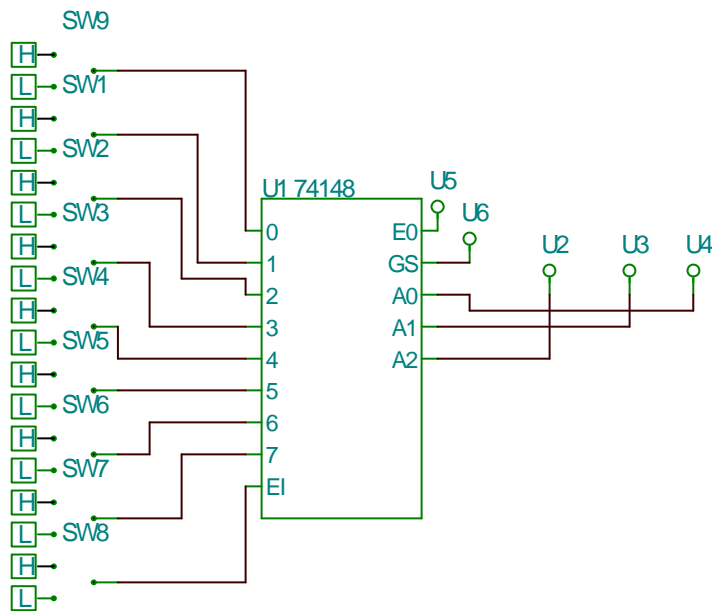 SW9
H
L SW1
H
L SW2
H
L SW3
H
L SW4
H
L SW5
H
L SW6
H
L SW7
H
L SW8
H
L
U1 74148
0
1
2
3
4
5
6
7
EI
E0
GS
A0
A1
A2
U5
U6
U2 U3 U4